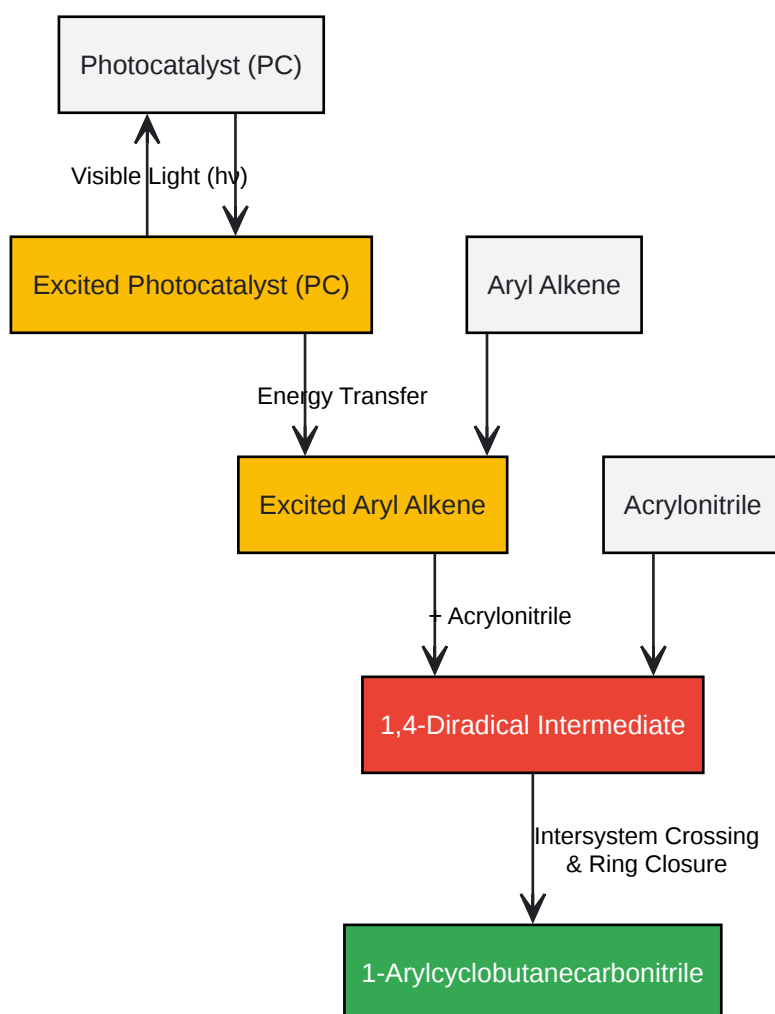 Photocatalyst (PC)
Visible Light (hν)
Excited Photocatalyst (PC)
Aryl Alkene
Energy Transfer
Excited Aryl Alkene
Acrylonitrile
+ Acrylonitrile
1,4-Diradical Intermediate
Intersystem Crossing
& Ring Closure
1-Arylcyclobutanecarbonitrile